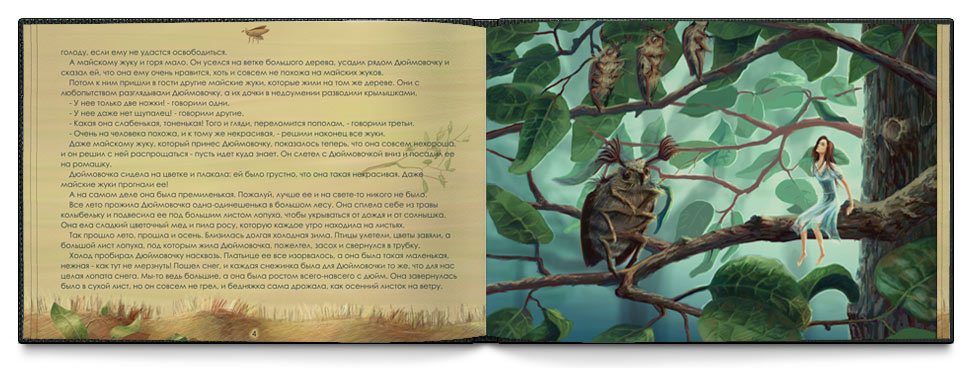 голоду, если ему не удастся освободиться.
А майскому жуку и горя мало. Он уселся на ветке большого дерева, усадил рядом Дюймовочку и
сказал ей, что она ему очень нравится, хоть и совсем не похожа на майских жуков.
Потом к ним пришли в гости другие майские жуки, которые жили на том же дереве. Они с
любопытством разглядывали Дюймовочку, а их дочки в недоумении разводили крылышками.
- У нее только две ножки! - говорили одни.
- У нее даже нет щупалец! - говорили другие.
- Какая она слабенькая, тоненькая! Того и гляди, переломится пополам, - говорили третьи.
- Очень на человека похожа, и к тому же некрасивая, - решили наконец все жуки.
Даже майскому жуку, который принес Дюймовочку, показалось теперь, что она совсем нехороша,
и он решил с ней распрощаться - пусть идет куда знает. Он слетел с Дюймовочкой вниз и посадил ее
на ромашку.
Дюймовочка сидела на цветке и плакала: ей было грустно, что она такая некрасивая. Даже
майские жуки прогнали ее!
А на самом деле она была премиленькая. Пожалуй, лучше ее и на свете-то никого не было.
Все лето прожила Дюймовочка одна-одинешенька в большом лесу. Она сплела себе из травы
колыбельку и подвесила ее под большим листом лопуха, чтобы укрываться от дождя и от солнышка.
Она ела сладкий цветочный мед и пила росу, которую каждое утро находила на листьях.
Так прошло лето, прошла и осень. Близилась долгая холодная зима. Птицы улетели, цветы завяли, а
большой лист лопуха, под которым жила Дюймовочка, пожелтел, засох и свернулся в трубку.
Холод пробирал Дюймовочку насквозь. Платьице ее все изорвалось, а она была такая маленькая,
нежная - как тут не мерзнуть! Пошел снег, и каждая снежинка была для Дюймовочки то же, что для нас
целая лопата снега. Мы-то ведь большие, а она была ростом всего-навсего с дюйм. Она завернулась
было в сухой лист, но он совсем не грел, и бедняжка сама дрожала, как осенний листок на ветру.
4